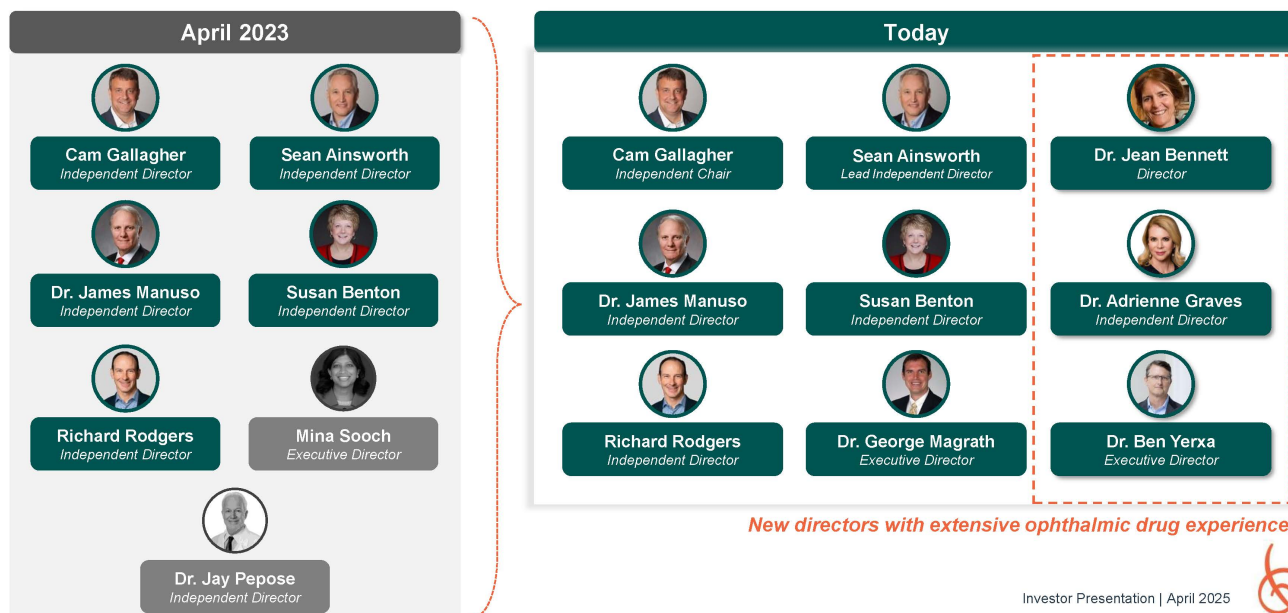 April 2023
Cam Gallagher
Independent Director
Sean Ainsworth
Independent Director
Dr. James Manuso
Independent Director
Susan Benton
Independent Director
Richard Rodgers
Independent Director
Mina Sooch
Executive Director
Dr. Jay Pepose
Independent Director
Today
Cam Gallagher
Independent Chair
Sean Ainsworth
Lead Independent Director
Dr. Jean Bennett
Director
Dr. James Manuso
Independent Director
Susan Benton
Independent Director
Dr. Adrienne Graves
Independent Director
Richard Rodgers
Independent Director
Dr. George Magrath
Executive Director
Dr. Ben Yerxa
Executive Director
New directors with extensive ophthalmic drug experience
Investor Presentation | April 2025